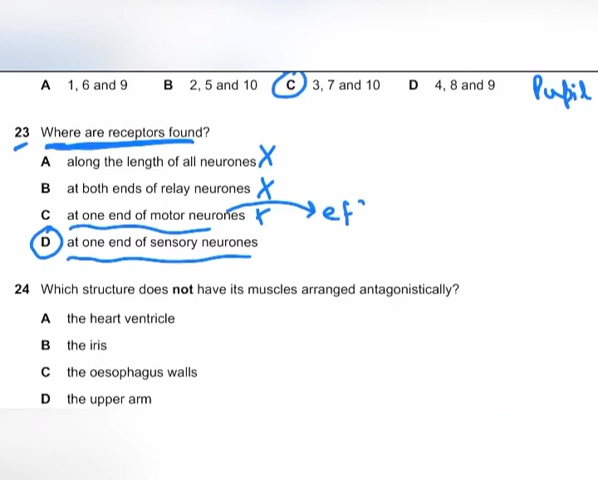 A 1, 6 and 9 B 2, 5 and 10 C 3, 7 and 10 D 4, 8 and 9 Pupil
23 Where are receptors found?
A along the length of all neurones X
B at both ends of relay neurones X
C at one end of motor neurones x → ef
D at one end of sensory neurones
24 Which structure does not have its muscles arranged antagonistically?
A the heart ventricle
B the iris
C the oesophagus walls
D the upper arm